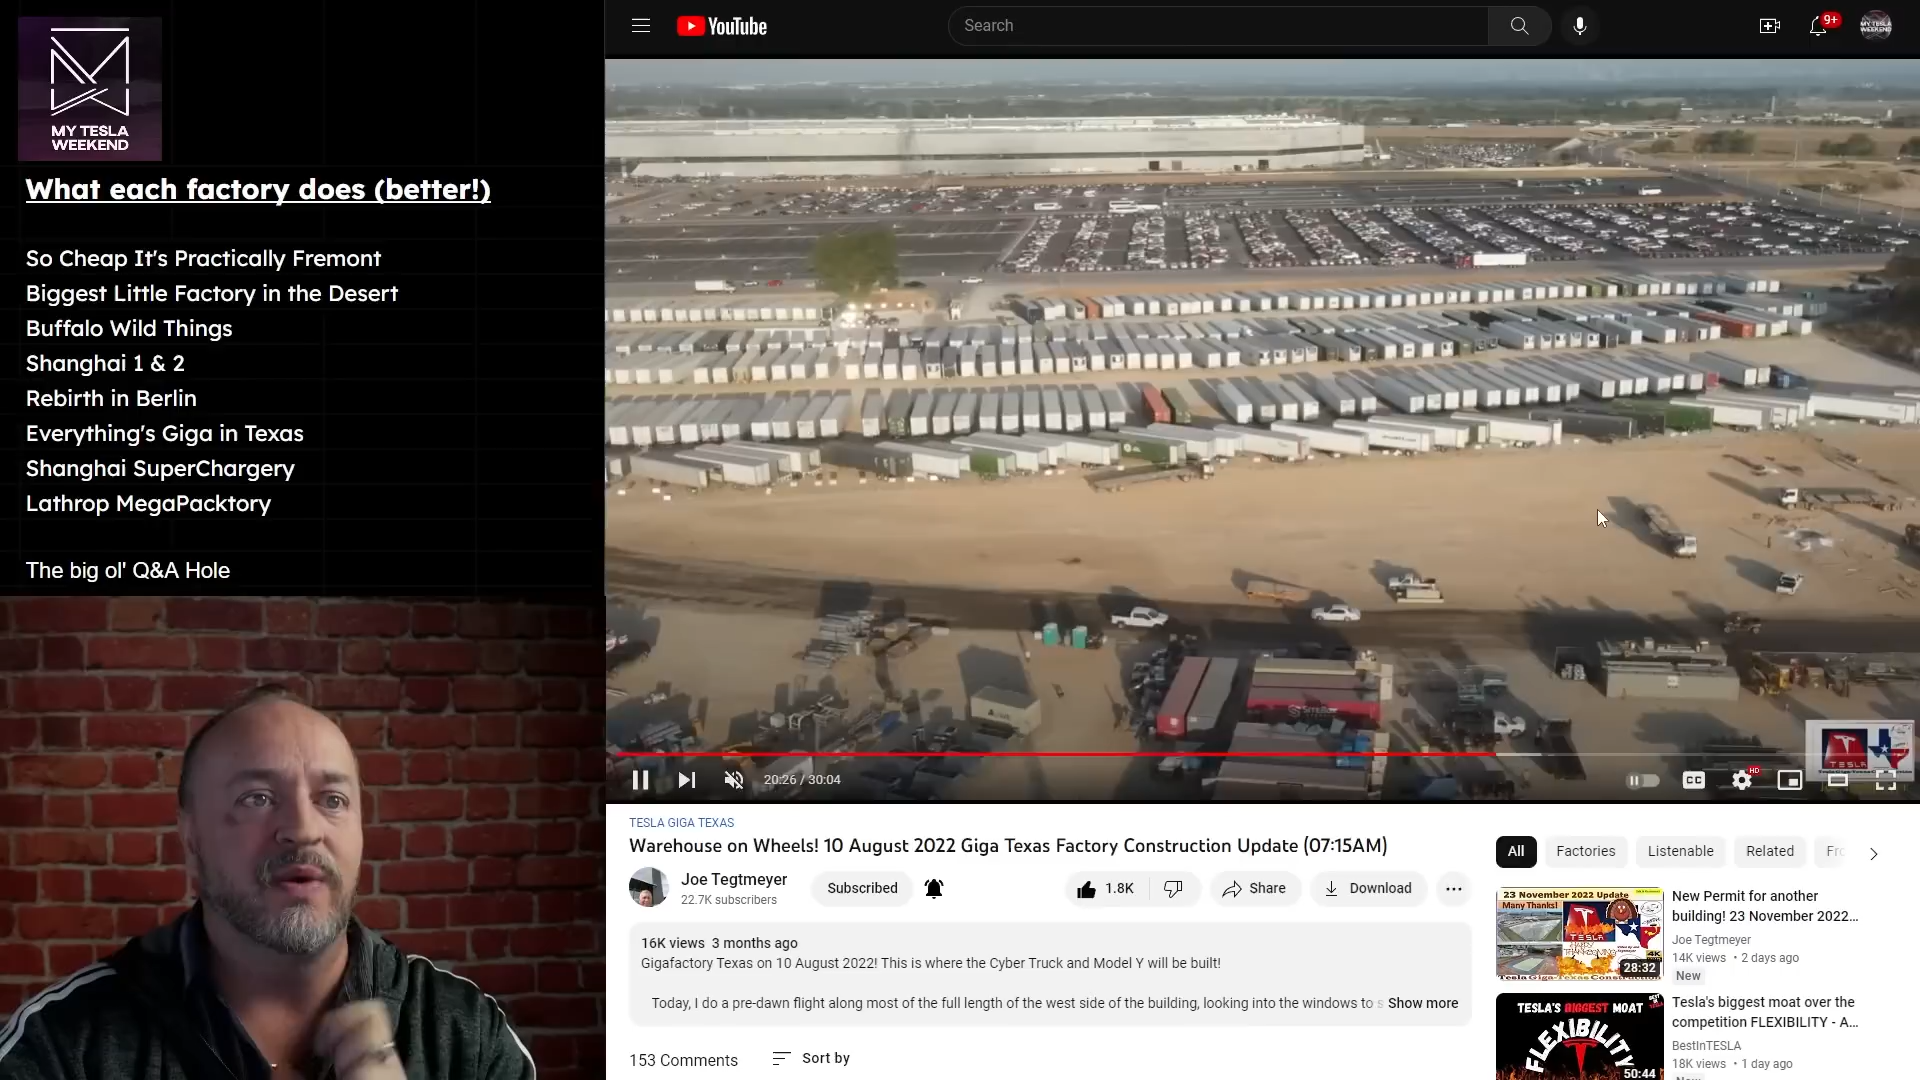 MY TESLA
WEEKEND
What each factory does (better!)
So Cheap It's Practically Fremont
Biggest Little Factory in the Desert
Buffalo Wild Things
Shanghai 1 & 2
Rebirth in Berlin
Everything's Giga in Texas
Shanghai SuperChargery
Lathrop MegaPacktory
The big ol' Q&A Hole
YouTube
Search
9+
TESLA
20:26 / 30:04
CC
HD
TESLA GIGA TEXAS
Warehouse on Wheels! 10 August 2022 Giga Texas Factory Construction Update (07:15AM)
Joe Tegtmeyer
22.7K subscribers
Subscribed
1.8K
Share
Download
16K views 3 months ago
Gigafactory Texas on 10 August 2022! This is where the Cyber Truck and Model Y will be built!
Today, I do a pre-dawn flight along most of the full length of the west side of the building, looking into the windows to s Show more
153 Comments
Sort by
All
Factories
Listenable
Related
Fro
23 November 2022 Update
Many Thanks!
TESLA
28:32
New Permit for another
building! 23 November 2022...
Joe Tegtmeyer
14K views • 2 days ago
New
TESLA'S BIGGEST MOAT
FLEXIBILITY
50:44
Tesla's biggest moat over the
competition FLEXIBILITY - A...
BestInTESLA
18K views • 1 day ago